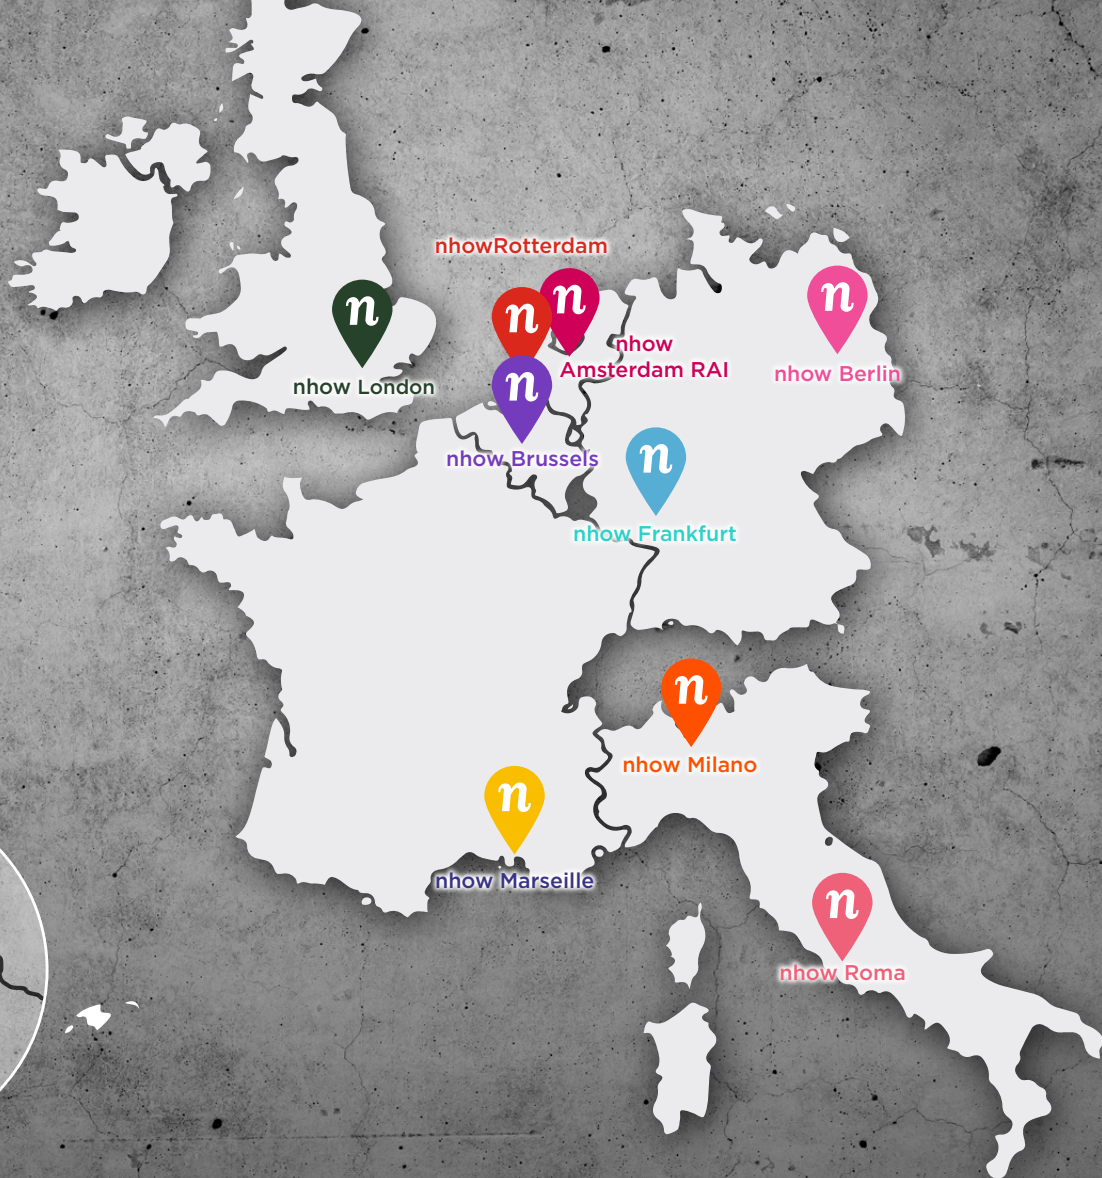 nhowRotterdam
n
n
n
n
nhow
Amsterdam RAI
nhow Berlin
n
nhow London
n
nhow Brussels
nhow Frankfurt
n
nhow Milano
n
nhow Marseille
n
nhow Roma